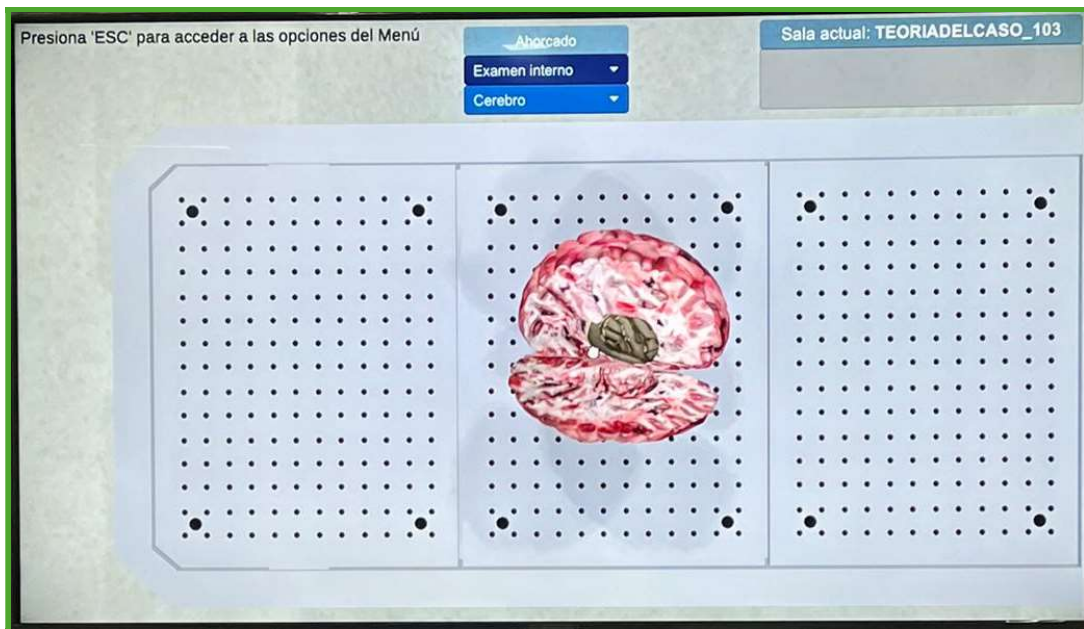 Presiona 'ESC' para acceder a las opciones del Menú
Ahorcado
Examen interno
Cerebro
Sala actual: TEORIADELCASO_103